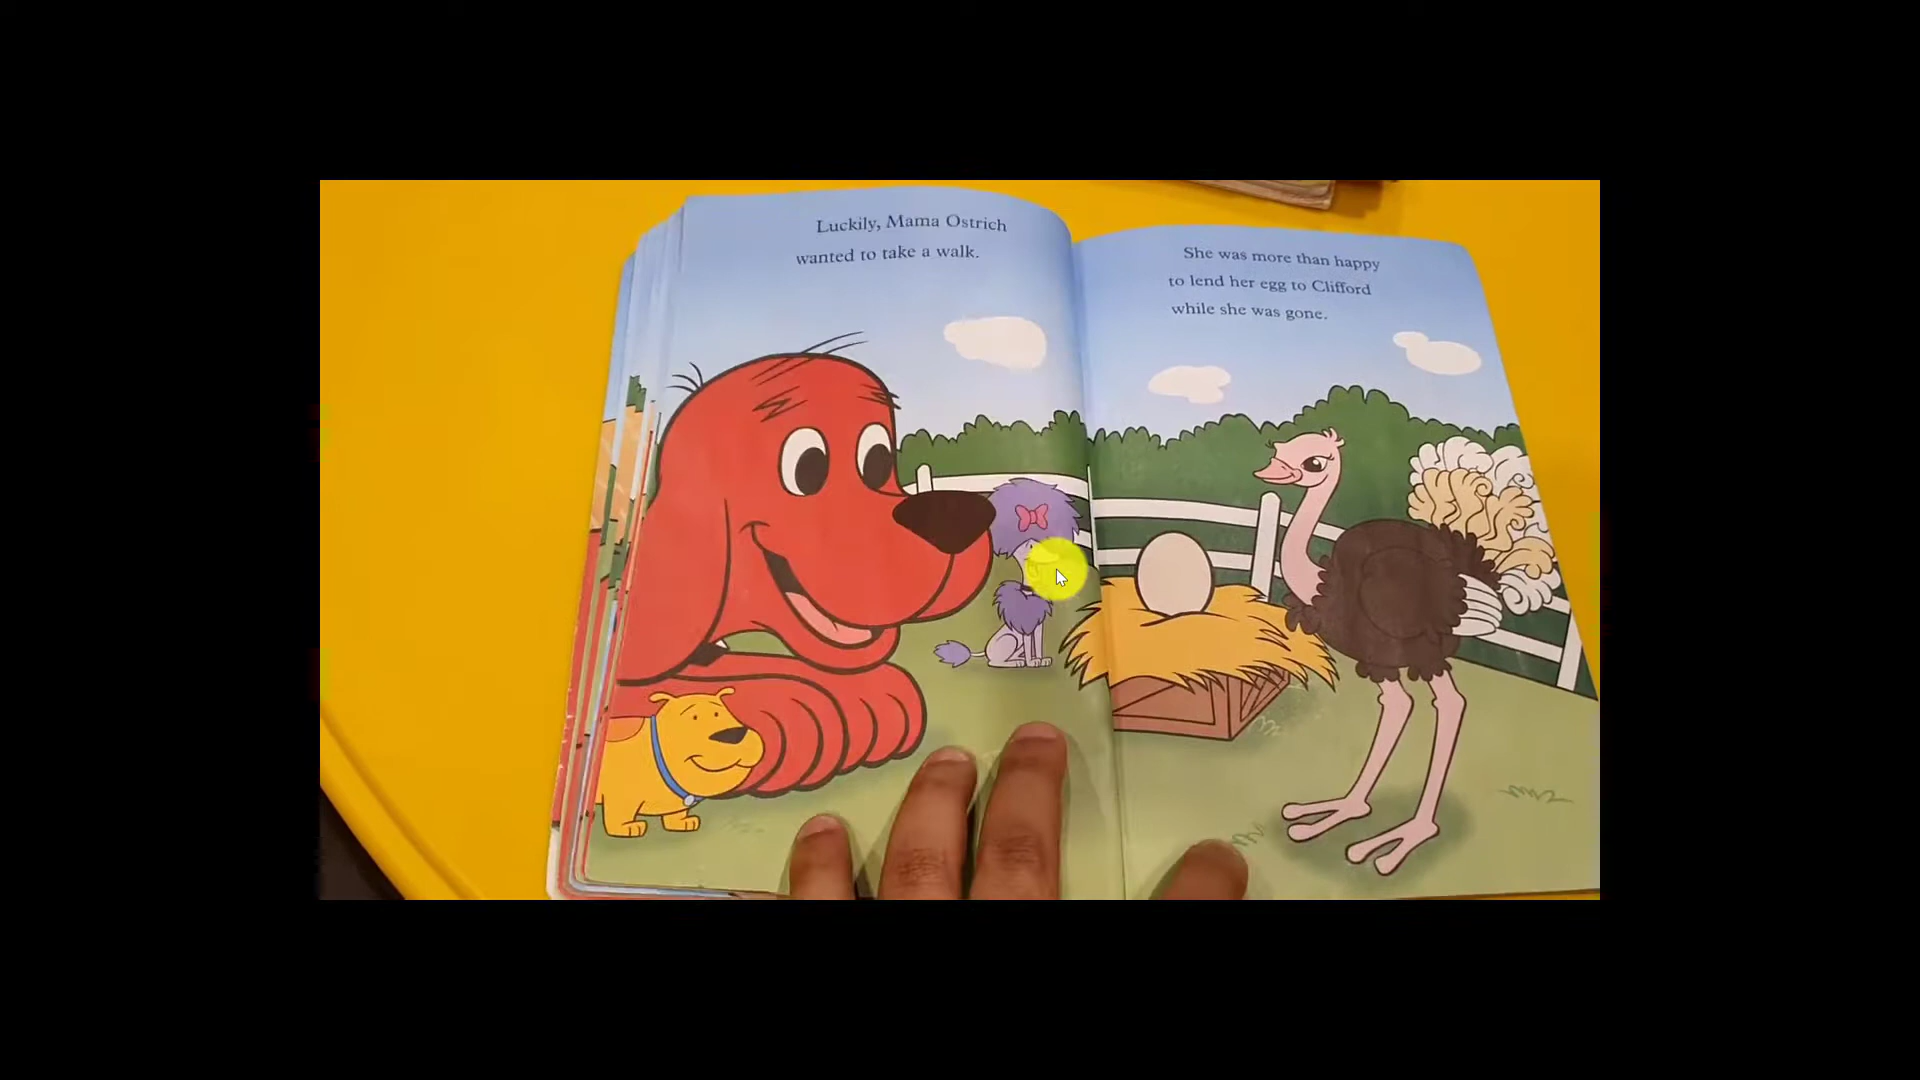 Luckily, Mama Ostrich
wanted to take a walk.
She was more than happy
to lend her egg to Clifford
while she was gone.